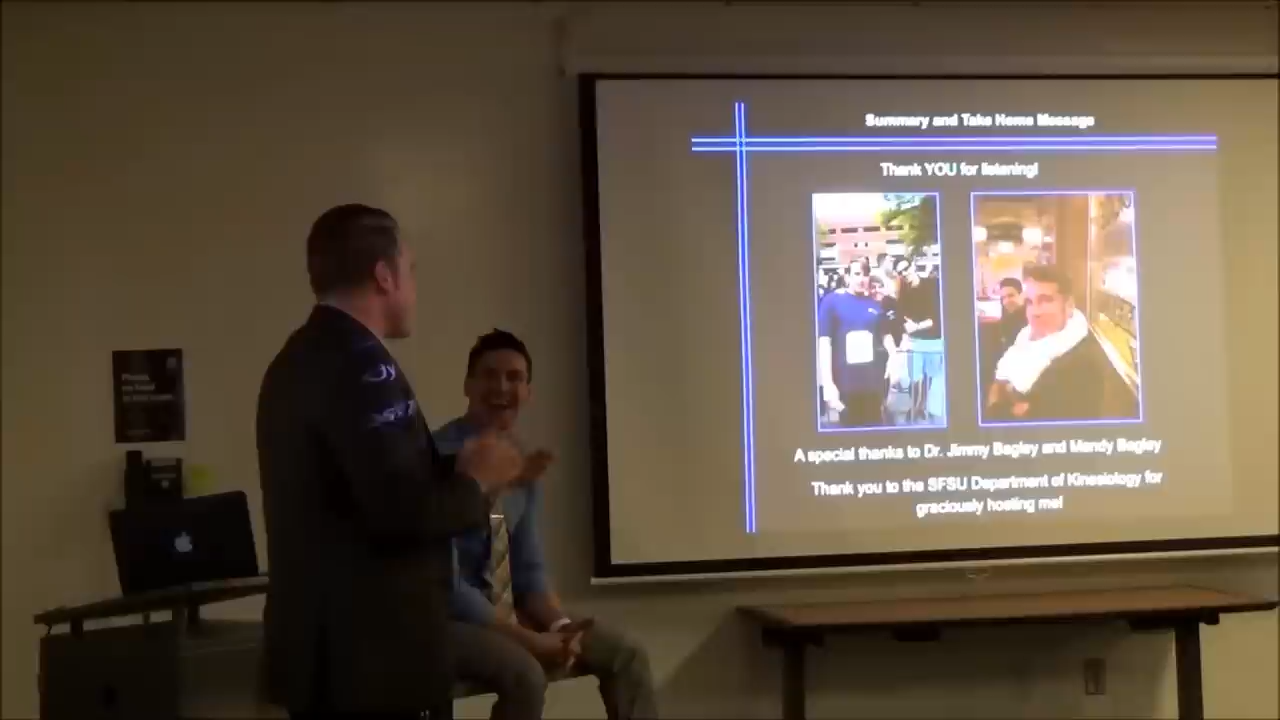 Summary and Take Home Message
Thank YOU for listening!
A special thanks to Dr. Jimmy Bagley and Mandy Bagley
Thank you to the SFSU Department of Kinesiology for
graciously hosting me!
Please